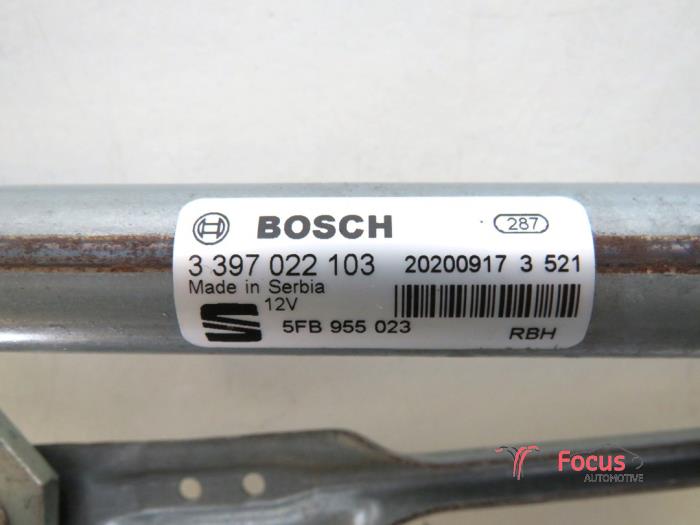 BOSCH 287
3 397 022 103 20200917 3 521
Made in Serbia
12V
5FB 955 023 RBH
Focus
AUTOMOTIVE